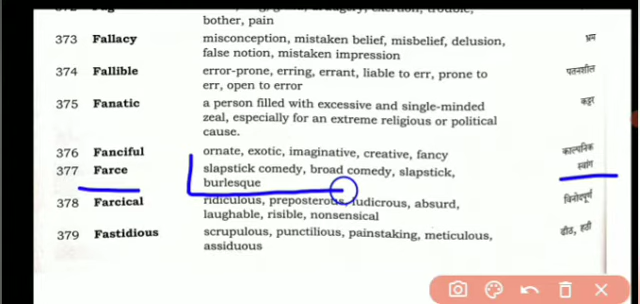 bother, pain
373 Fallacy misconception, mistaken belief, misbelief, delusion, भ्रम
false notion, mistaken impression
374 Fallible error-prone, erring, errant, liable to err, prone to पतनशील
err, open to error
375 Fanatic a person filled with excessive and single-minded कट्टर
zeal, especially for an extreme religious or political
cause.
376 Fanciful ornate, exotic, imaginative, creative, fancy काल्पनिक
377 Farce slapstick comedy, broad comedy, slapstick, स्वांग
burlesque
378 Farcical ridiculous, preposterous, ludicrous, absurd, विनोदपूर्ण
laughable, risible, nonsensical
379 Fastidious scrupulous, punctilious, painstaking, meticulous, ढीठ, हठी
assiduous